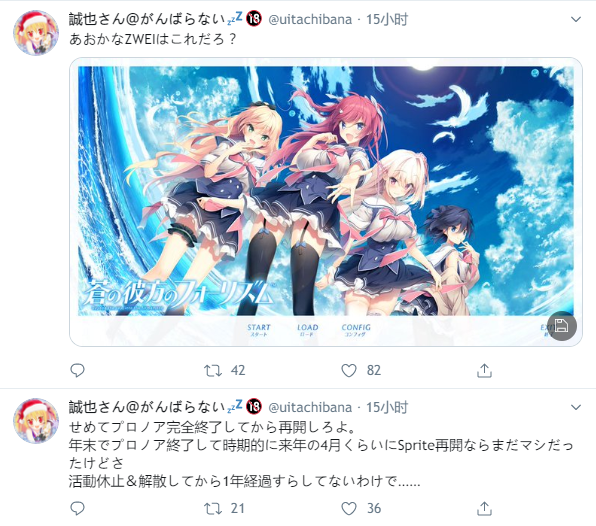 誠也さん@がんばらない💤🔞 @uitachibana · 15小时
あおかなZWEIはこれだろ？
蒼の彼方のフォーリズム
START
LOAD
CONFIG
スタート
ロード
コンフィグ
42
82
誠也さん@がんばらない💤🔞 @uitachibana · 15小时
せめてプロノア完全終了してから再開しろよ。
年末でプロノア終了して時期的に来年の4月くらいにSprite再開ならまだマシだっ
たけどさ
活動休止＆解散してから1年経過すらしてないわけで......
21
36